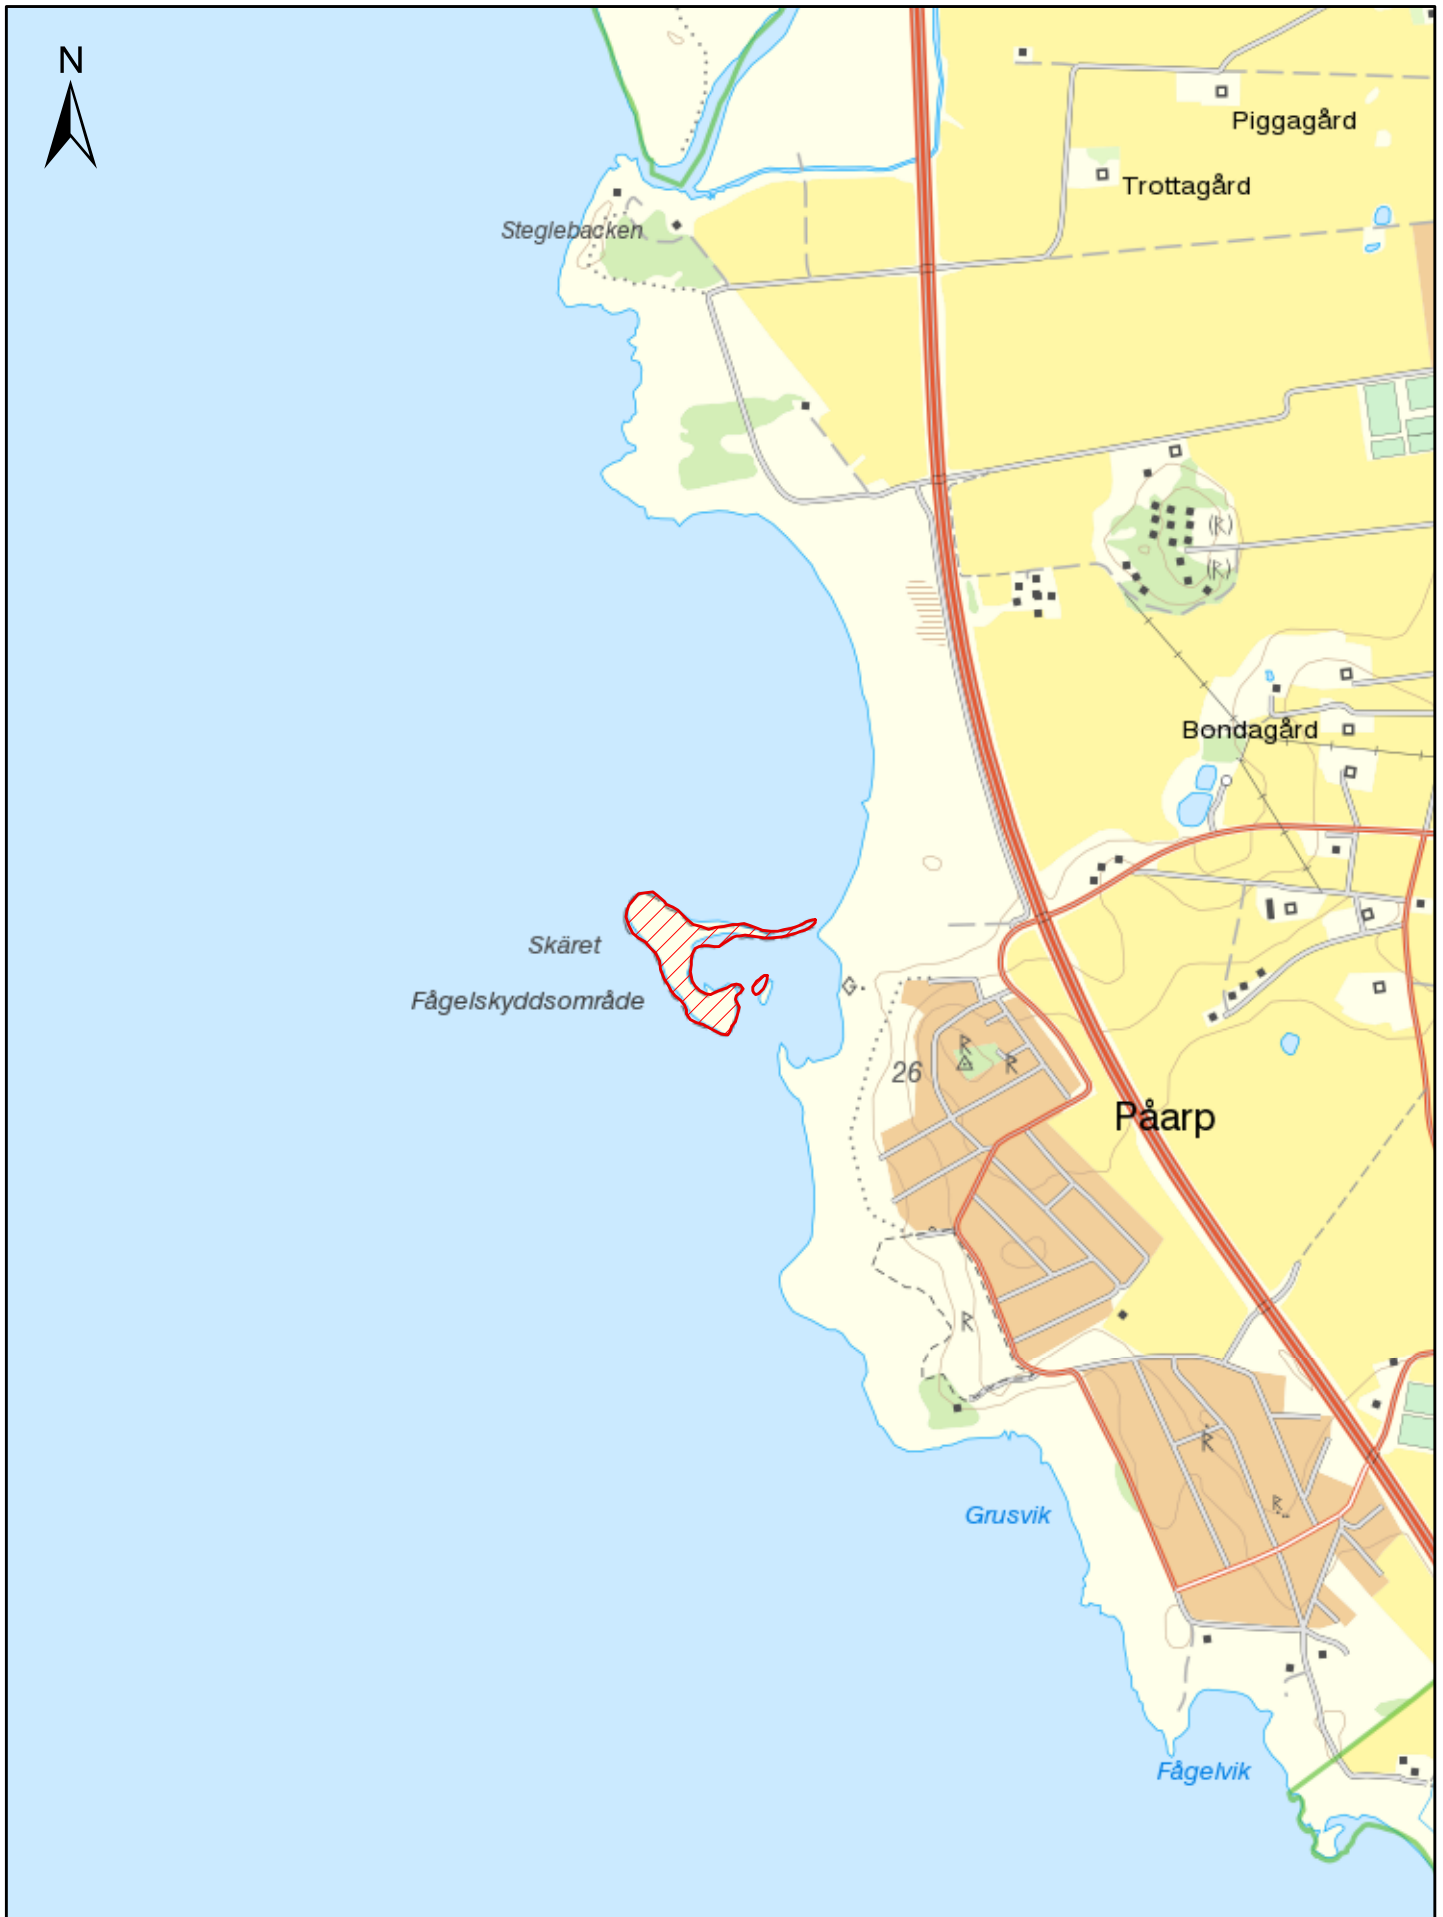 N
Piggagård
Trottagård
Steglebacken
(R)
(R)
Bondagård
Skäret
Fågelskyddsområde
G
R
R
26
Påarp
R
R
R
Grusvik
Fågelvik